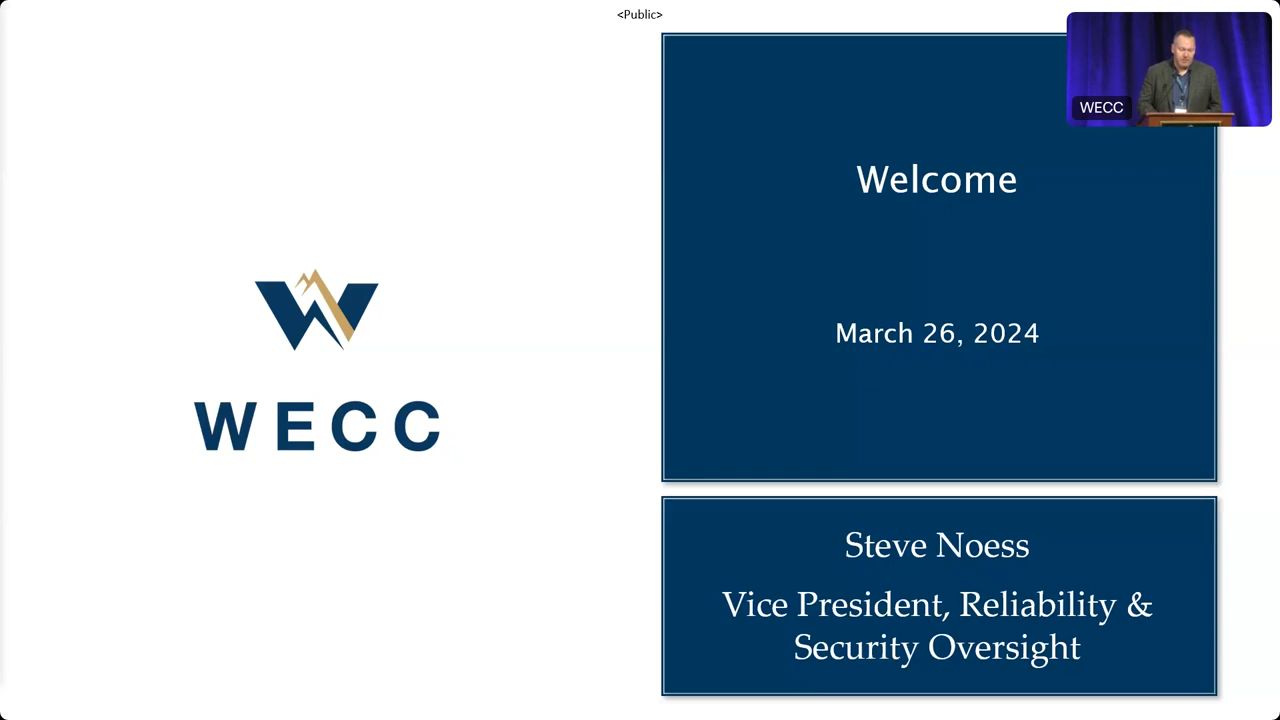 <Public>
WECC
Welcome
March 26, 2024
WECC
Steve Noess
Vice President, Reliability &
Security Oversight